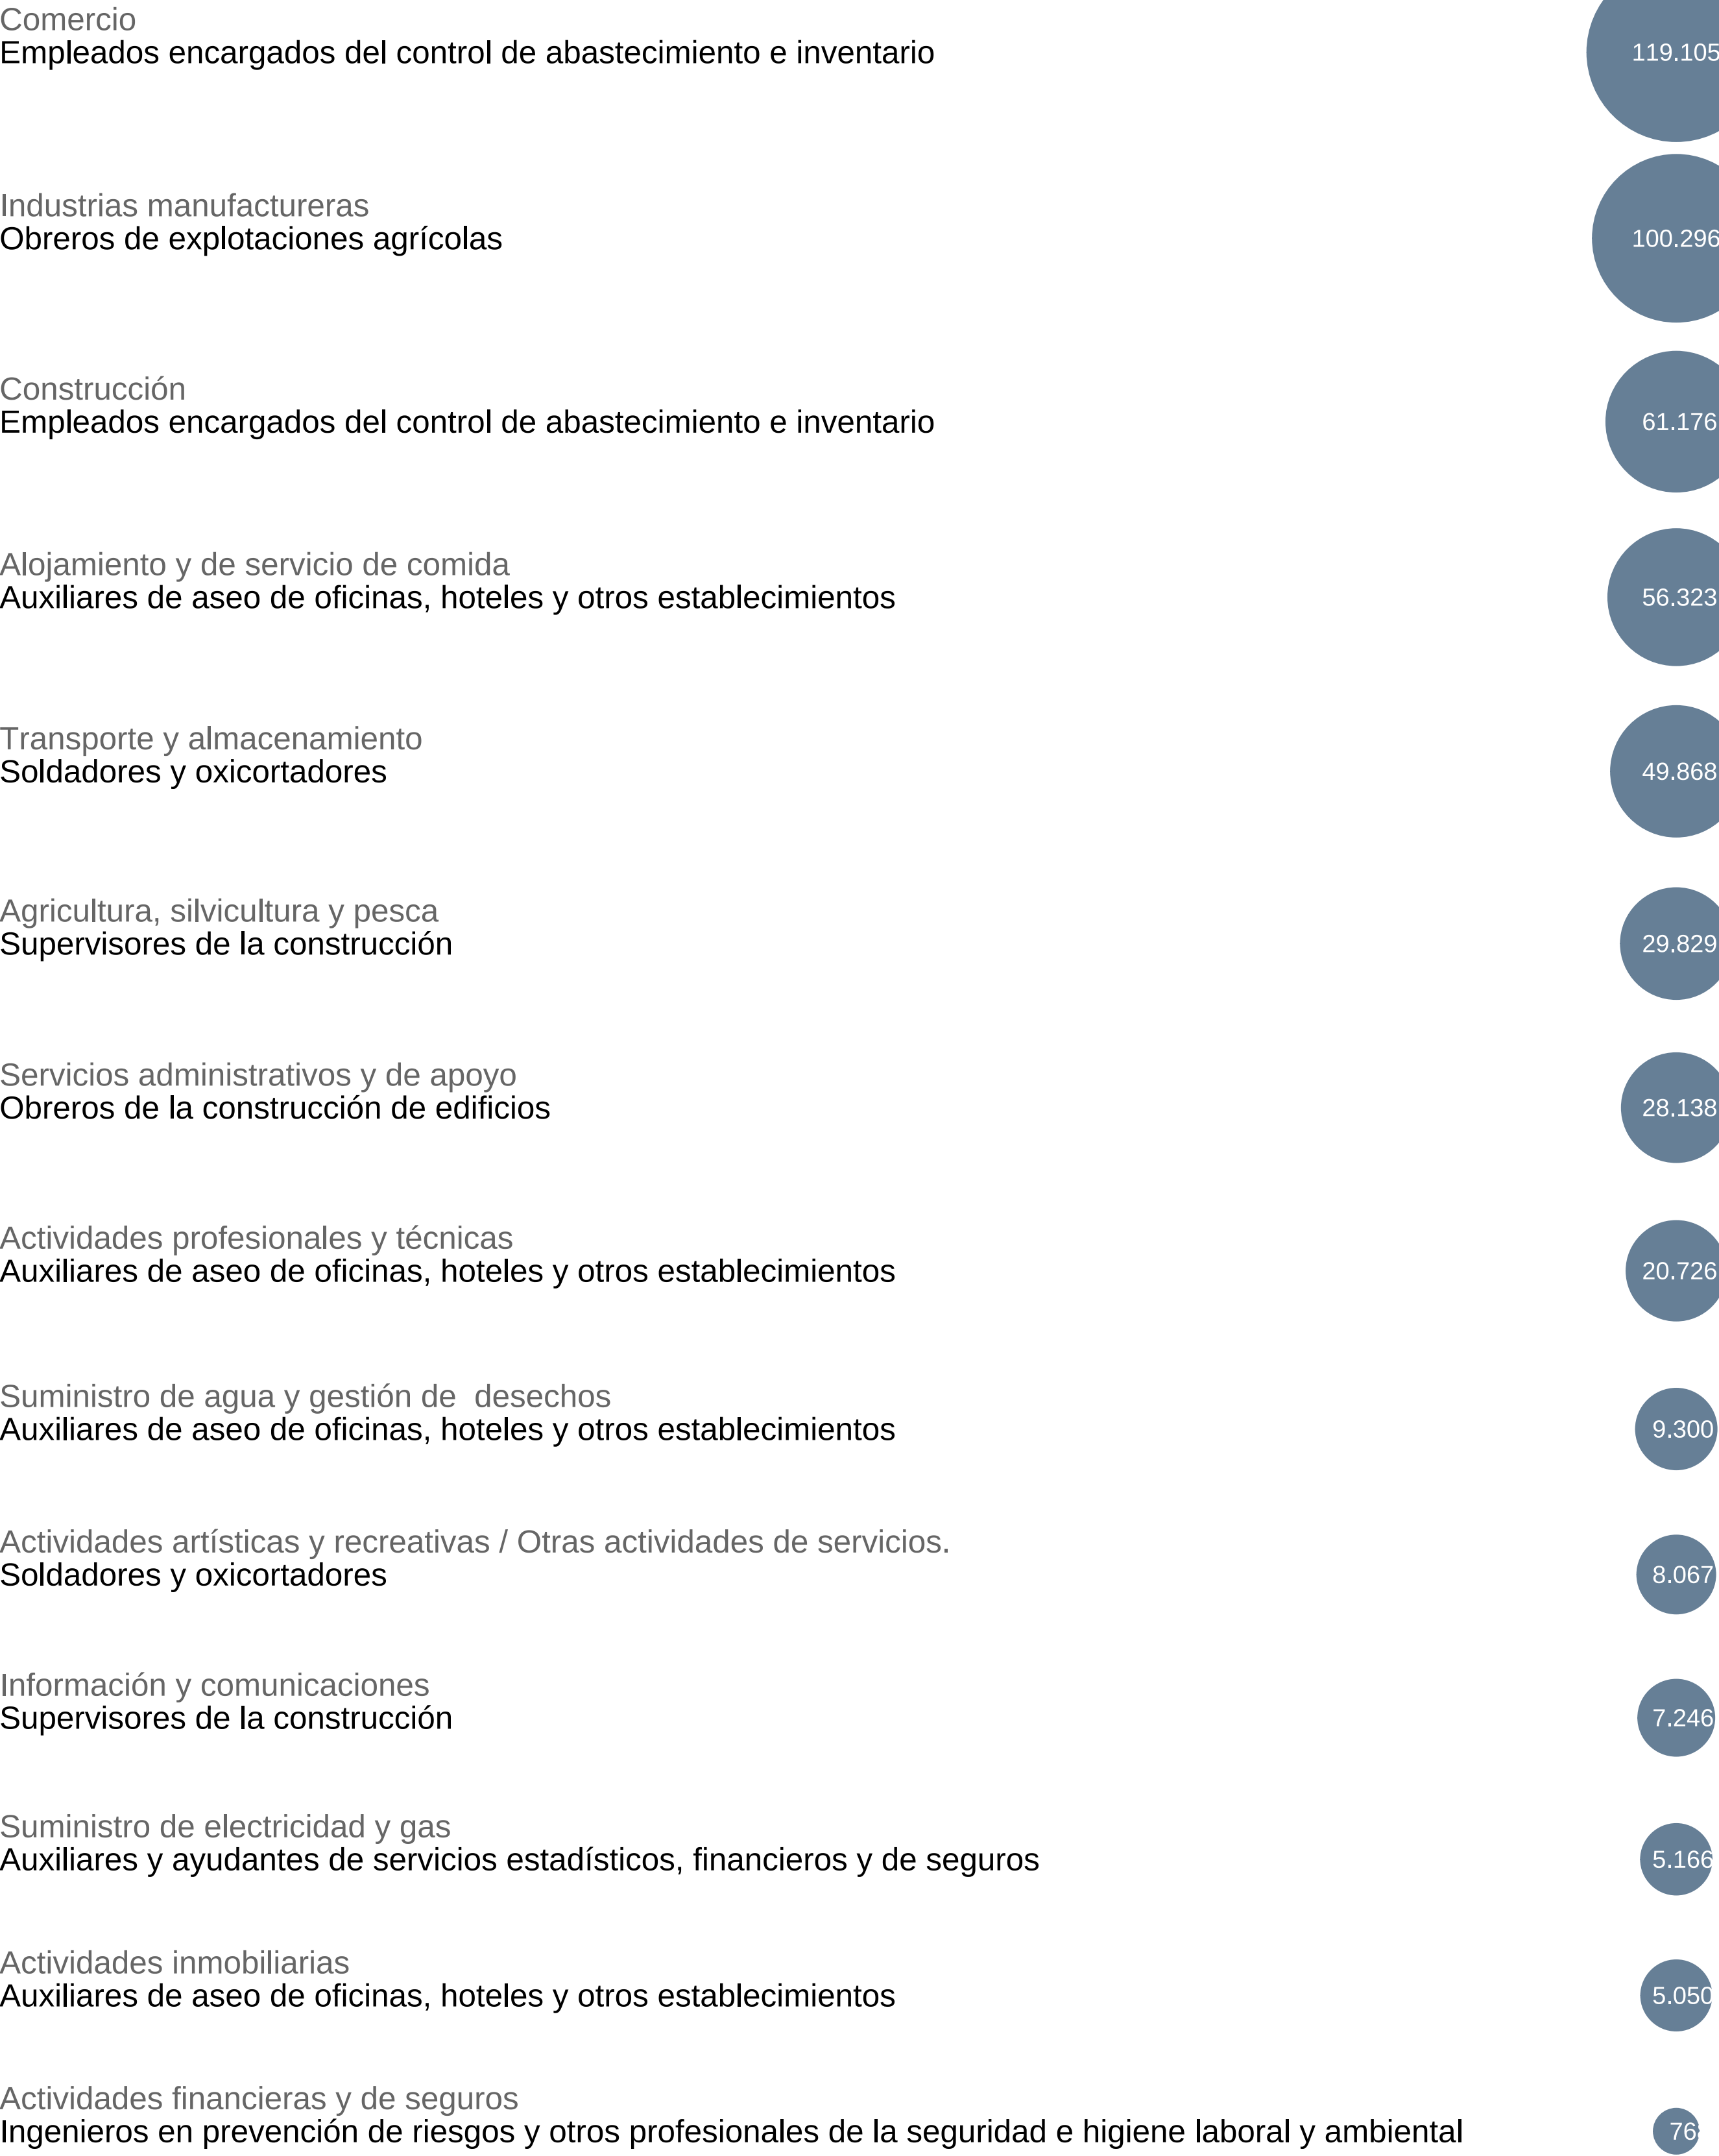 Comercio
Empleados encargados del control de abastecimiento e inventario
119.105
Industrias manufactureras
Obreros de explotaciones agrícolas
100.296
Construcción
Empleados encargados del control de abastecimiento e inventario
61.176
Alojamiento y de servicio de comida
Auxiliares de aseo de oficinas, hoteles y otros establecimientos
56.323
Transporte y almacenamiento
Soldadores y oxicortadores
49.868
Agricultura, silvicultura y pesca
Supervisores de la construcción
29.829
Servicios administrativos y de apoyo
Obreros de la construcción de edificios
28.138
Actividades profesionales y técnicas
Auxiliares de aseo de oficinas, hoteles y otros establecimientos
20.726
Suministro de agua y gestión de  desechos
Auxiliares de aseo de oficinas, hoteles y otros establecimientos
9.300
Actividades artísticas y recreativas / Otras actividades de servicios.
Soldadores y oxicortadores
8.067
Información y comunicaciones
Supervisores de la construcción
7.246
Suministro de electricidad y gas
Auxiliares y ayudantes de servicios estadísticos, financieros y de seguros
5.166
Actividades inmobiliarias
Auxiliares de aseo de oficinas, hoteles y otros establecimientos
5.050
Actividades financieras y de seguros
Ingenieros en prevención de riesgos y otros profesionales de la seguridad e higiene laboral y ambiental